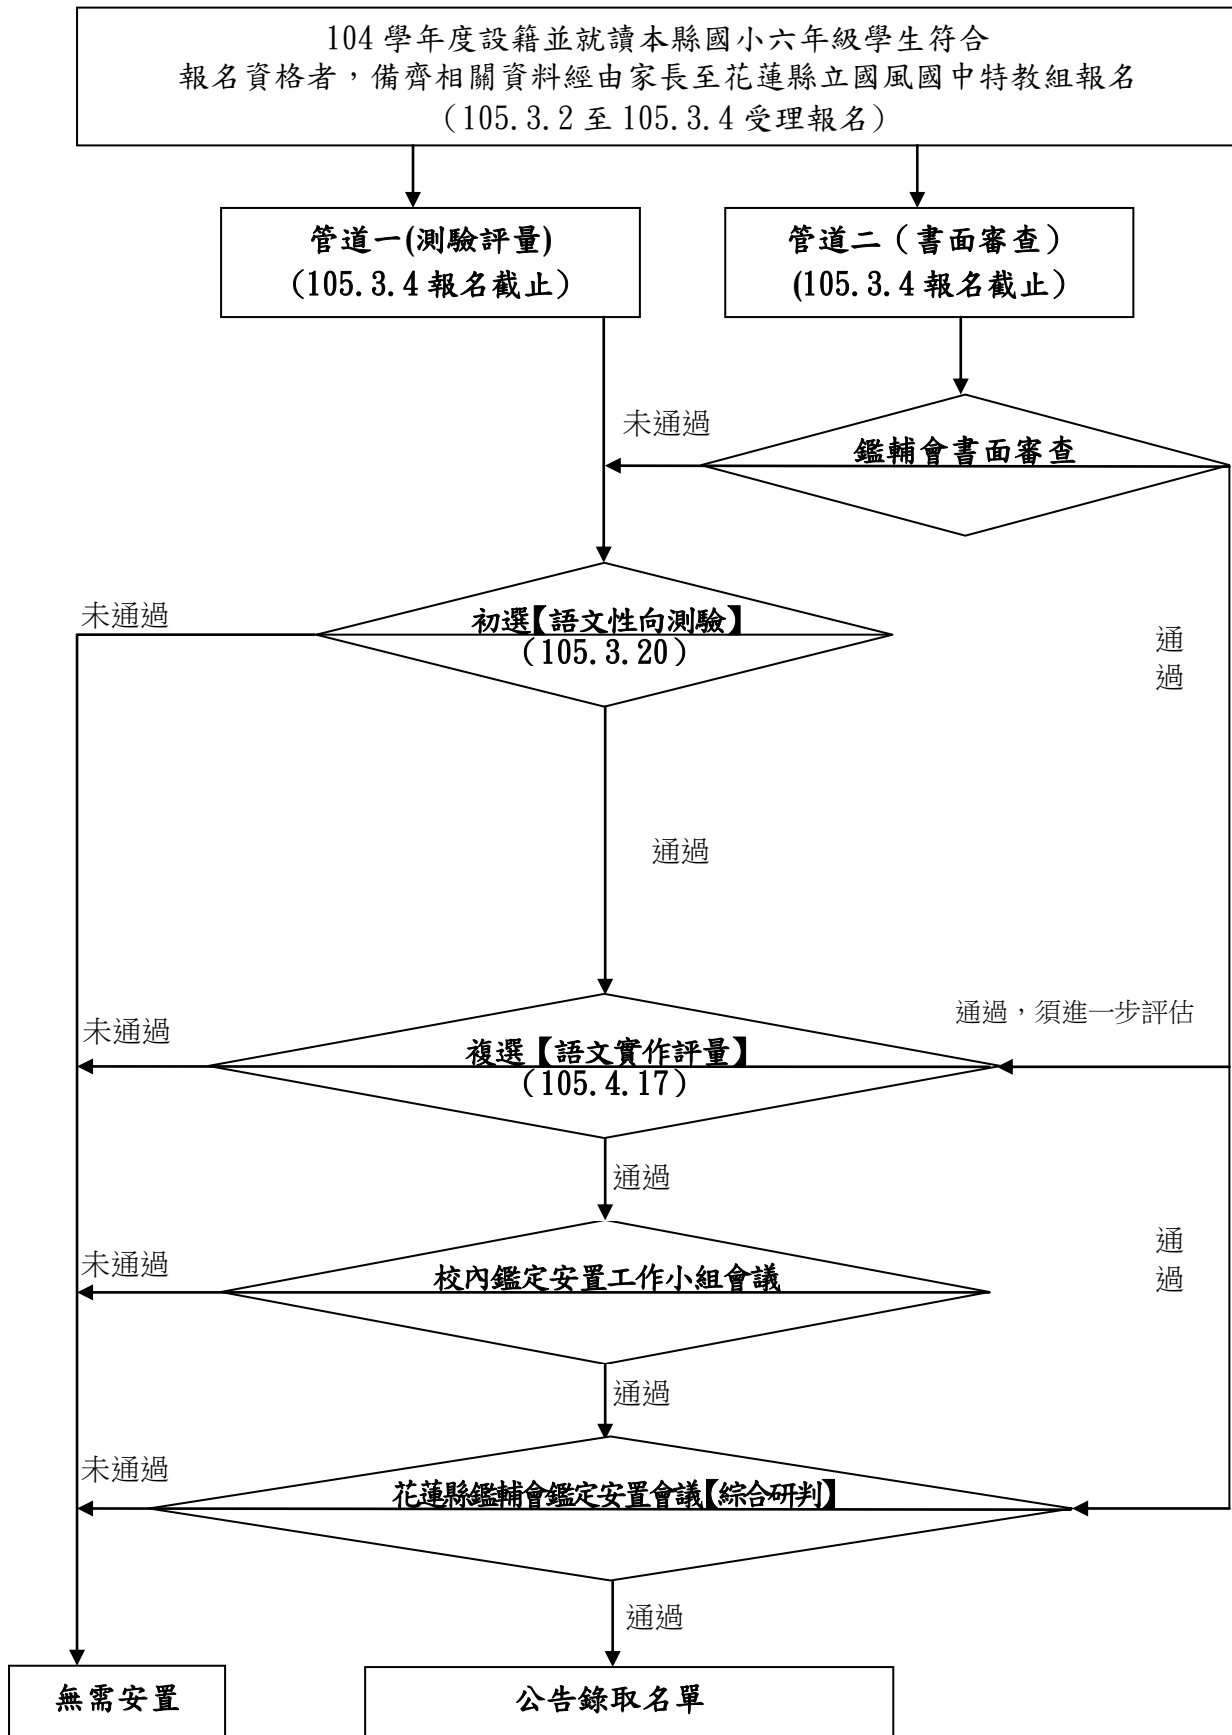 104 學年度設籍並就讀本縣國小六年級學生符合
報名資格者，備齊相關資料經由家長至花蓮縣立國風國中特教組報名
（105.3.2 至 105.3.4 受理報名）
管道一(測驗評量)
（105.3.4 報名截止）
管道二（書面審查）
(105.3.4 報名截止）
未通過
鑑輔會書面審查
未通過
初選【語文性向測驗】
（105.3.20）
通
過
通過
通過，須進一步評估
未通過
複選【語文實作評量】
（105.4.17）
通過
通
過
未通過
校內鑑定安置工作小組會議
通過
未通過
花蓮縣鑑輔會鑑定安置會議【綜合研判】
通過
無需安置
公告錄取名單